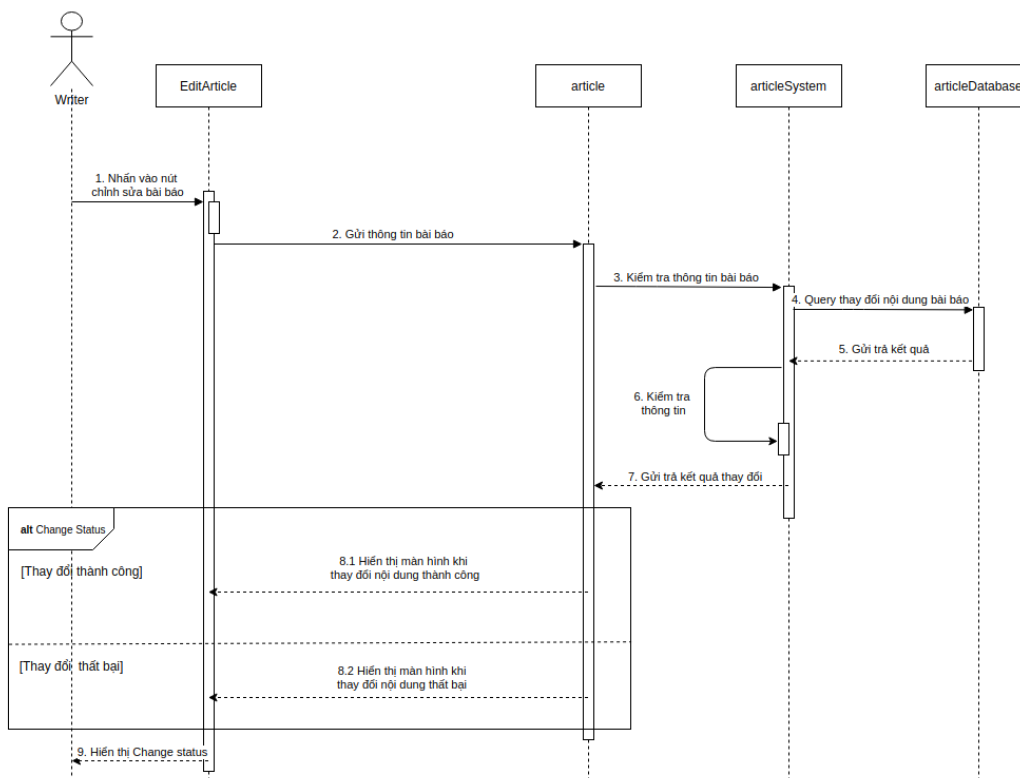 Writer
EditArticle
article
articleSystem
articleDatabase
1. Nhấn vào nút
chỉnh sửa bài báo
2. Gửi thông tin bài báo
3. Kiểm tra thông tin bài báo
4. Query thay đổi nội dung bài báo
5. Gửi trả kết quả
6. Kiểm tra
thông tin
7. Gửi trả kết quả thay đổi
alt Change Status
[Thay đổi thành công]
8.1 Hiển thị màn hình khi
thay đổi nội dung thành công
[Thay đổi thất bại]
8.2 Hiển thị màn hình khi
thay đổi nội dung thất bại
9. Hiển thị Change status